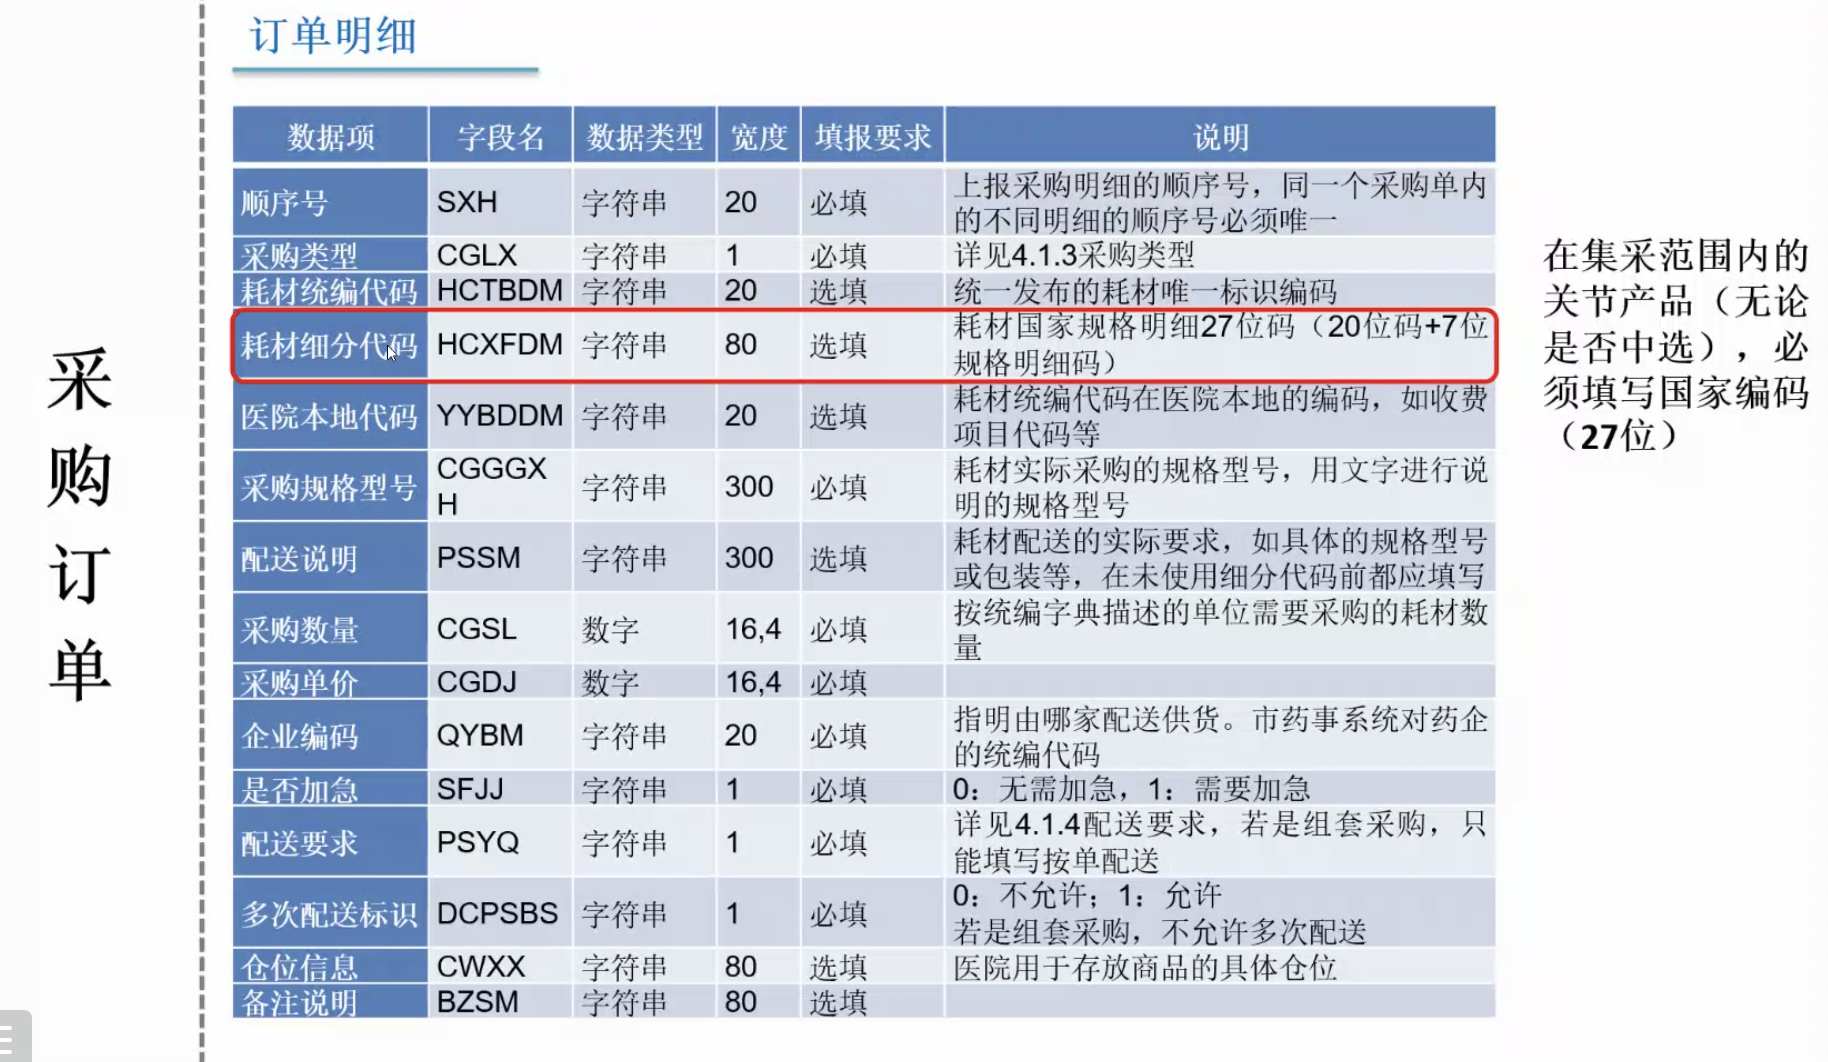 订单明细
采购订单
数据项 字段名 数据类型 宽度 填报要求 说明
顺序号 SXH 字符串 20 必填 上报采购明细的顺序号，同一个采购单内
的不同明细的顺序号必须唯一
采购类型 CGLX 字符串 1 必填 详见4.1.3采购类型
耗材统编代码 HCTBDM 字符串 20 选填 统一发布的耗材唯一标识编码
耗材细分代码 HCXFDM 字符串 80 选填 耗材国家规格明细27位码（20位码+7位
规格明细码）
医院本地代码 YYBDDM 字符串 20 选填 耗材统编代码在医院本地的编码，如收费
项目代码等
采购规格型号 CGGGX
H 字符串 300 必填 耗材实际采购的规格型号，用文字进行说
明的规格型号
配送说明 PSSM 字符串 300 选填 耗材配送的实际要求，如具体的规格型号
或包装等，在未使用细分代码前都应填写
采购数量 CGSL 数字 16,4 必填 按统编字典描述的单位需要采购的耗材数
量
采购单价 CGDJ 数字 16,4 必填
企业编码 QYBM 字符串 20 必填 指明由哪家配送供货。市药事系统对药企
的统编代码
是否加急 SFJJ 字符串 1 必填 0：无需加急，1：需要加急
配送要求 PSYQ 字符串 1 必填 详见4.1.4配送要求，若是组套采购，只
能填写按单配送
多次配送标识 DCPSBS 字符串 1 必填 0：不允许；1：允许
若是组套采购，不允许多次配送
仓位信息 CWXX 字符串 80 选填 医院用于存放商品的具体仓位
备注说明 BZSM 字符串 80 选填
在集采范围内的
关节产品（无论
是否中选），必
须填写国家编码
（27位）